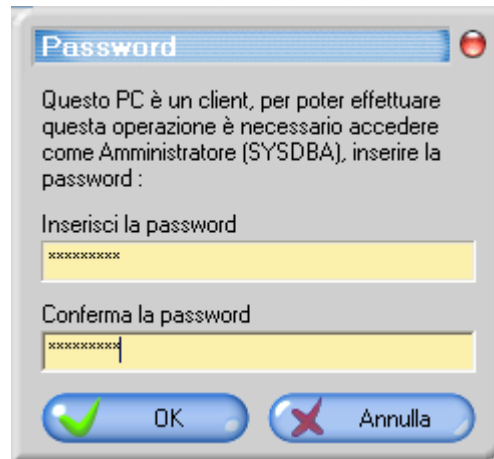 Password
Questo PC è un client, per poter effettuare
questa operazione è necessario accedere
come Amministratore (SYSDBA), inserire la
password :
Inserisci la password
*********
Conferma la password
*********
OK
Annulla